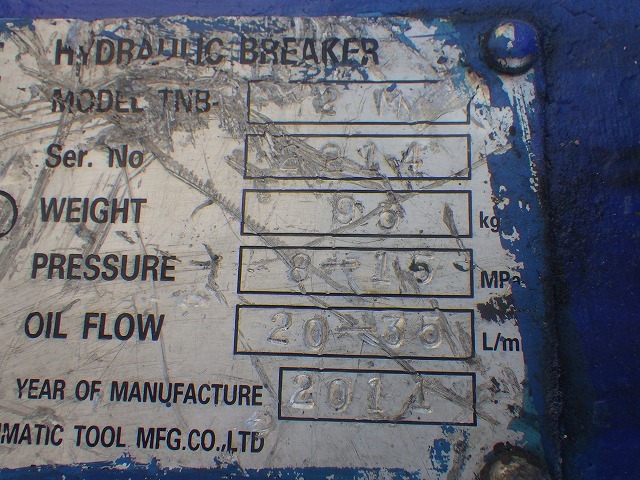 HYDRAULIC BREAKER
MODEL TNB- 2 M
Ser. No
WEIGHT kg
PRESSURE 8-15 MPa
OIL FLOW 20-35 L/m
YEAR OF MANUFACTURE 2011
MATIC TOOL MFG.CO.,LTD